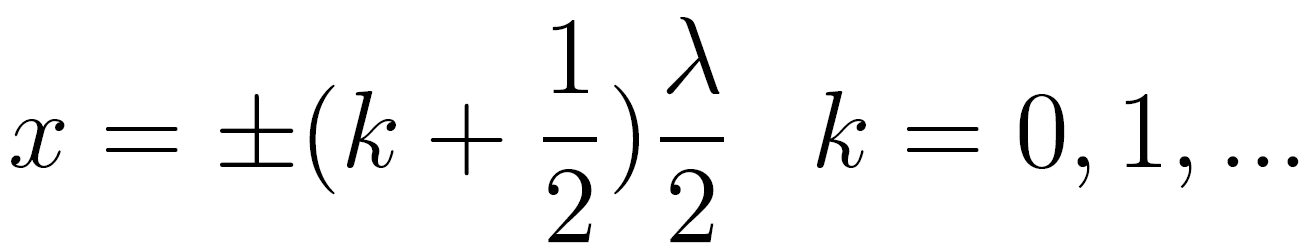 x = ±(k + 1/2) λ/2 k = 0, 1, ...